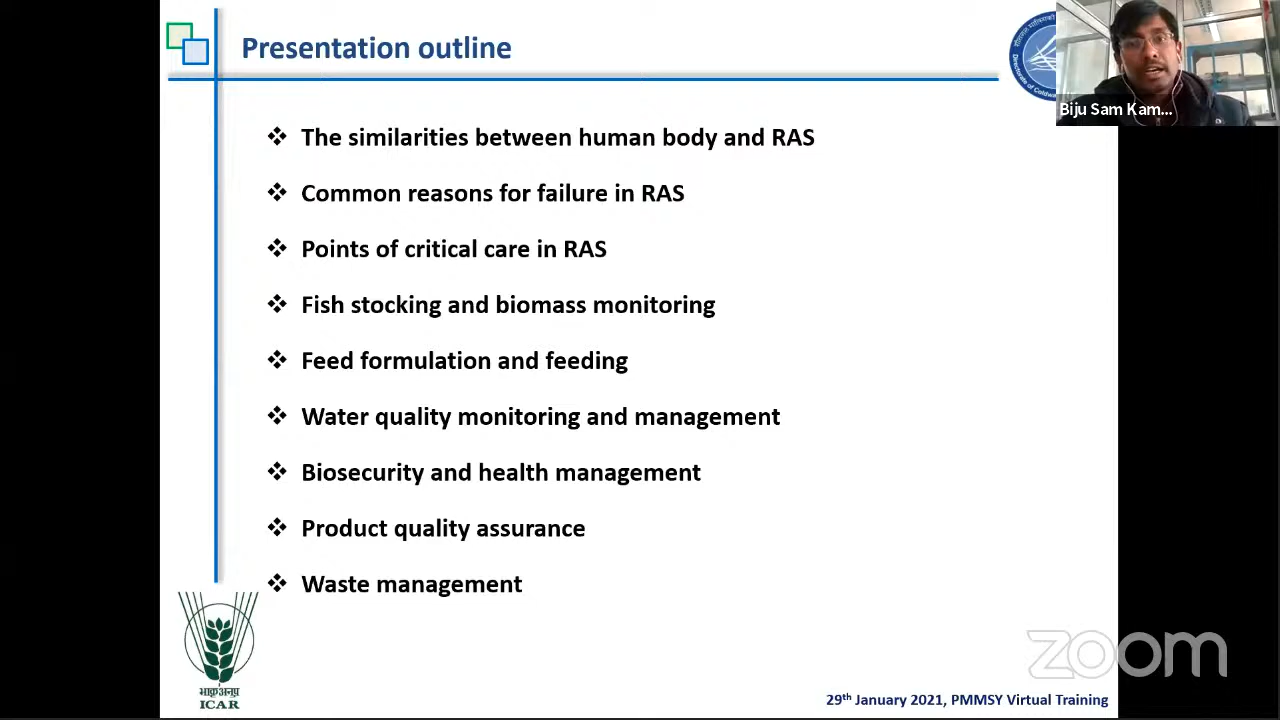 Presentation outline
Biju Sam Kam...
❖ The similarities between human body and RAS
❖ Common reasons for failure in RAS
❖ Points of critical care in RAS
❖ Fish stocking and biomass monitoring
❖ Feed formulation and feeding
❖ Water quality monitoring and management
❖ Biosecurity and health management
❖ Product quality assurance
❖ Waste management
भाकृअनुप
ICAR
zoom
29th January 2021, PMMSY Virtual Training